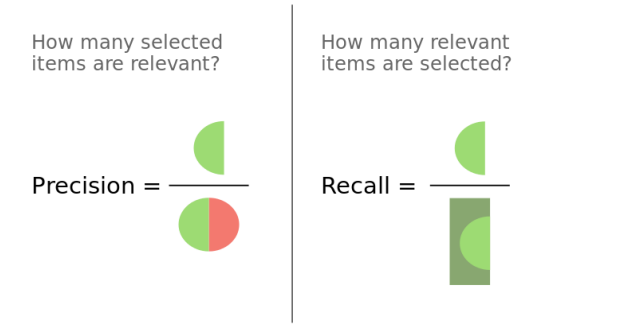 How many selected
items are relevant?
Precision =
How many relevant
items are selected?
Recall =